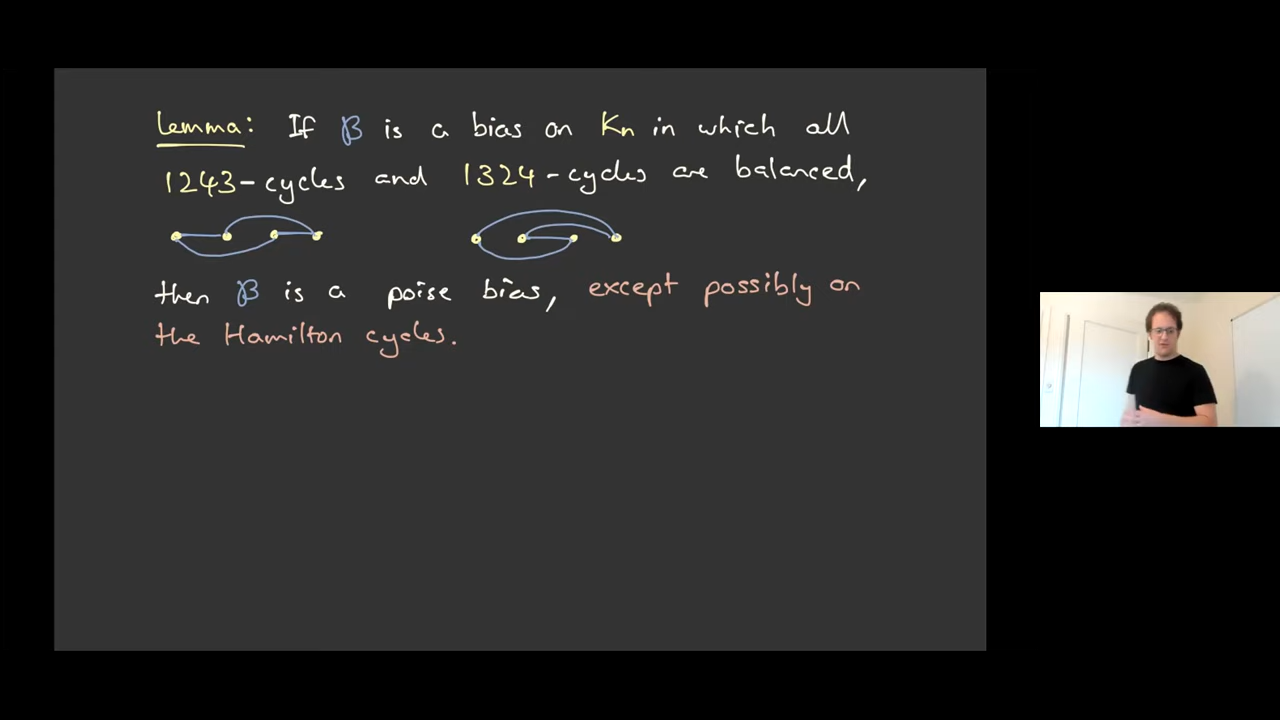 Lemma: If β is a bias on Kn in which all
1243-cycles and 1324-cycles are balanced,
then β is a poise bias, except possibly on
the Hamilton cycles.